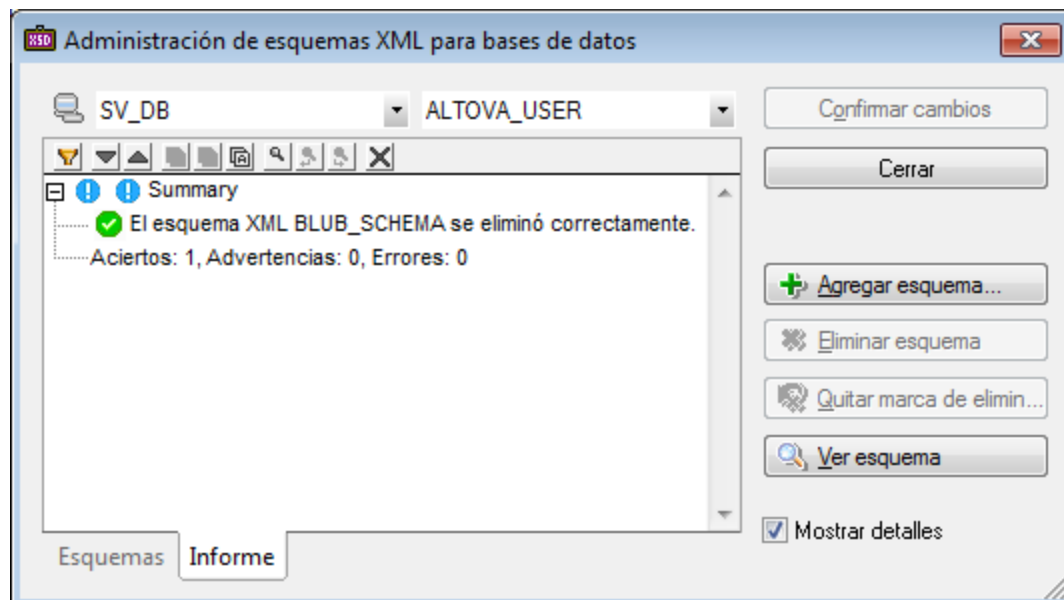 XSD Administración de esquemas XML para bases de datos
SV_DB ALTOVA_USER
Confirmar cambios
Cerrar
Summary
El esquema XML BLUB_SCHEMA se eliminó correctamente.
Aciertos: 1, Advertencias: 0, Errores: 0
Agregar esquema...
Eliminar esquema
Quitar marca de elimin...
Ver esquema
Mostrar detalles
Esquemas Informe